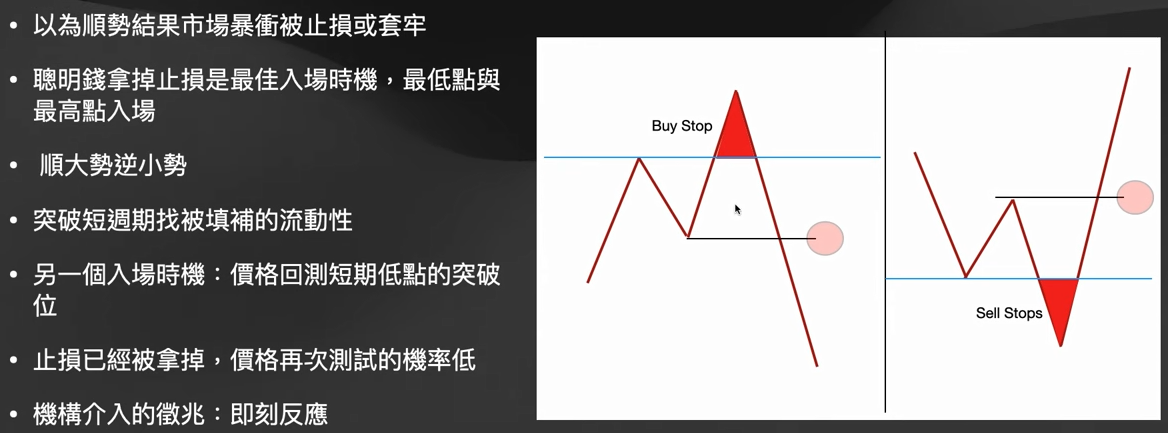 以為順勢結果市場暴衝被止損或套牢
聰明錢拿掉止損是最佳入場時機，最低點與
最高點入場
順大勢逆小勢
突破短週期找被填補的流動性
另一個入場時機：價格回測短期低點的突破
位
止損已經被拿掉，價格再次測試的機率低
機構介入的徵兆：即刻反應
Buy Stop
Sell Stops